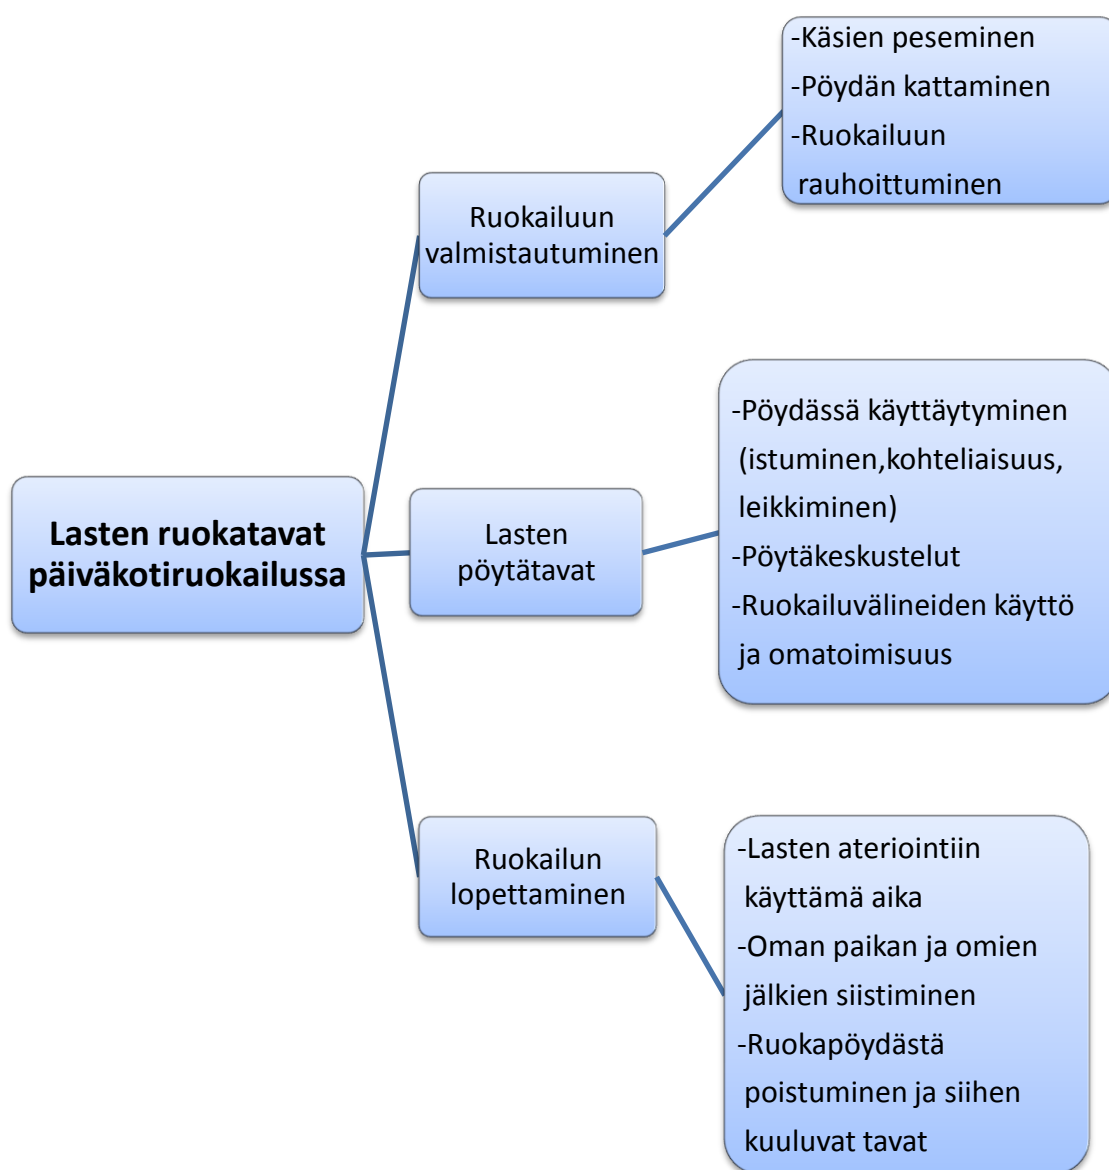 Lasten ruokatavat
päiväkotiruokailussa
Ruokailuun
valmistautuminen
-Käsien peseminen
-Pöydän kattaminen
-Ruokailuun
rauhoittuminen
Lasten
pöytätavat
-Pöydässä käyttäytyminen
(istuminen,kohteliaisuus,
leikkiminen)
-Pöytäkeskustelut
-Ruokailuvälineiden käyttö
ja omatoimisuus
Ruokailun
lopettaminen
-Lasten ateriointiin
käyttämä aika
-Oman paikan ja omien
jälkien siistiminen
-Ruokapöydästä
poistuminen ja siihen
kuuluvat tavat